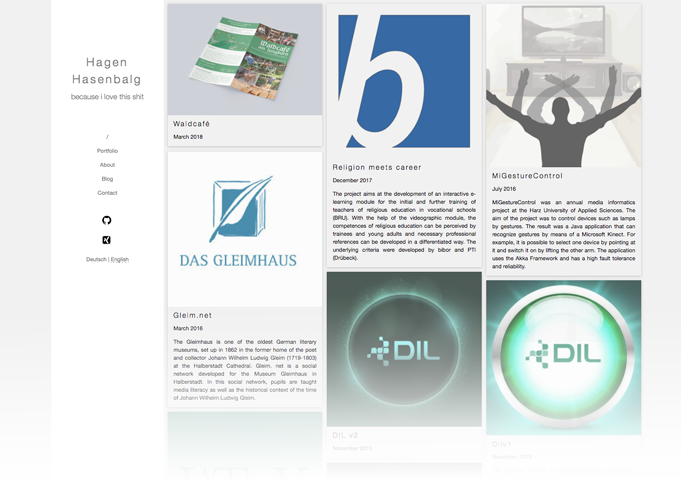 Hagen
Hasenbalg
because i love this shit
/
Portfolio
About
Blog
Contact
Deutsch | English
Waldcafé
Waldcafé
March 2018
DAS GLEIMHAUS
Gleim.net
March 2016
The Gleimhaus is one of the oldest German literary
museums, set up in 1862 in the former home of the poet
and collector Johann Wilhelm Ludwig Gleim (1719-1803)
at the Halberstadt Cathedral. Gleim. net is a social
network developed for the Museum Gleimhaus in
Halberstadt. In this social network, pupils are taught
media literacy as well as the historical context of the time
of Johann Wilhelm Ludwig Gleim.
b
Religion meets career
December 2017
The project aims at the development of an interactive e-
learning module for the initial and further training of
teachers of religious education in vocational schools
(BRU). With the help of the videographic module, the
competences of religious education can be perceived by
trainees and young adults and necessary professional
references can be developed in a differentiated way. The
underlying criteria were developed by bibor and PTI
(Drübeck).
DIL
DIL v2
November 2015
MiGestureControl
July 2016
MiGestureControl was an annual media informatics
project at the Harz University of Applied Sciences. The
aim of the project was to control devices such as lamps
by gestures. The result was a Java application that can
recognize gestures by means of a Microsoft Kinect. For
example, it is possible to select one device by pointing at
it and switch it on by lifting the other arm. The application
uses the Akka Framework and has a high fault tolerance
and reliability.
DIL